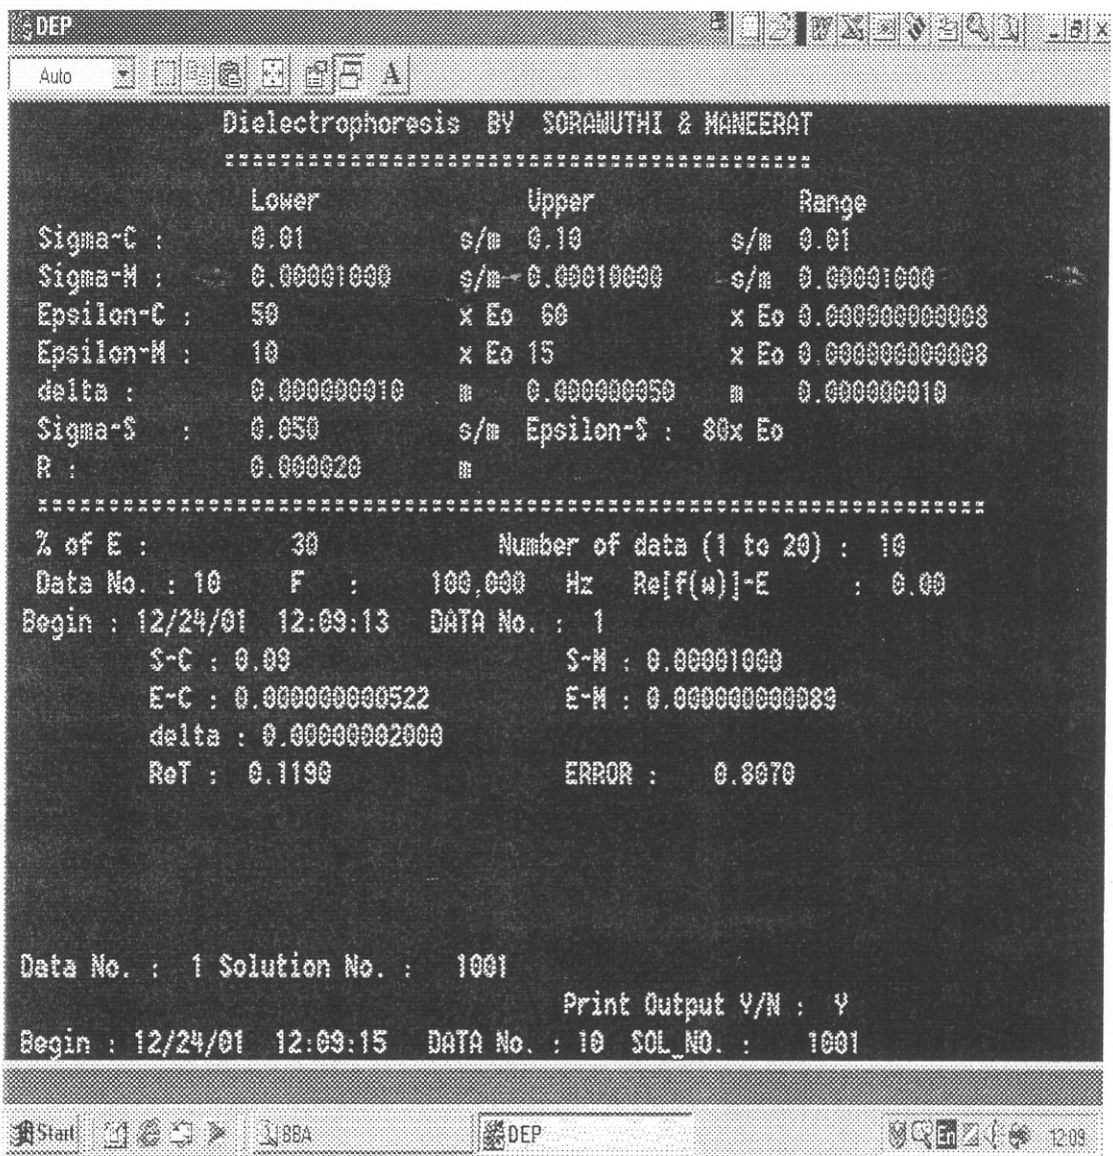 DEP
Auto
A
Dielectrophoresis BY SORAWUTHI & MANEERAT
==========================================
Lower Upper Range
Sigma~C : 0.01 s/m 0.10 s/m 0.01
Sigma~M : 0.00001000 s/m 0.00010000 s/m 0.00001000
Epsilon~C : 50 x Eo 60 x Eo 0.000000000008
Epsilon~M : 10 x Eo 15 x Eo 0.000000000008
delta : 0.000000010 m 0.000000050 m 0.000000010
Sigma~S : 0.050 s/m Epsilon~S : 80x Eo
R : 0.000020 m
% of E : 30 Number of data (1 to 20) : 10
Data No. : 10 F : 100,000 Hz Re[f(w)]~E : 0.00
Begin : 12/24/01 12:09:13 DATA No. : 1
S~C : 0.09 S~M : 0.00001000
E~C : 0.000000000522 E~M : 0.000000000089
delta : 0.00000002000
ReT : 0.1190 ERROR : 0.8070
Data No. : 1 Solution No. : 1001
Print Output Y/N : Y
Begin : 12/24/01 12:09:15 DATA No. : 10 SOL_NO. : 1001
Start BBA DEP En 12:09